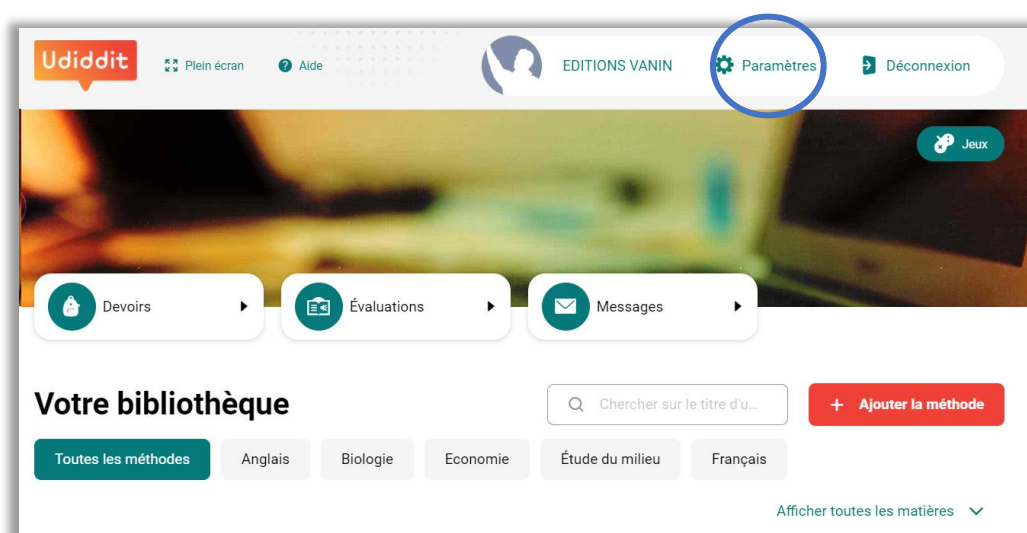 Udiddit
Plein écran
Aide
EDITIONS VANIN
Paramètres
Déconnexion
Jeux
Devoirs
Évaluations
Messages
Votre bibliothèque
Chercher sur le titre d'u...
+ Ajouter la méthode
Toutes les méthodes
Anglais
Biologie
Economie
Étude du milieu
Français
Afficher toutes les matières